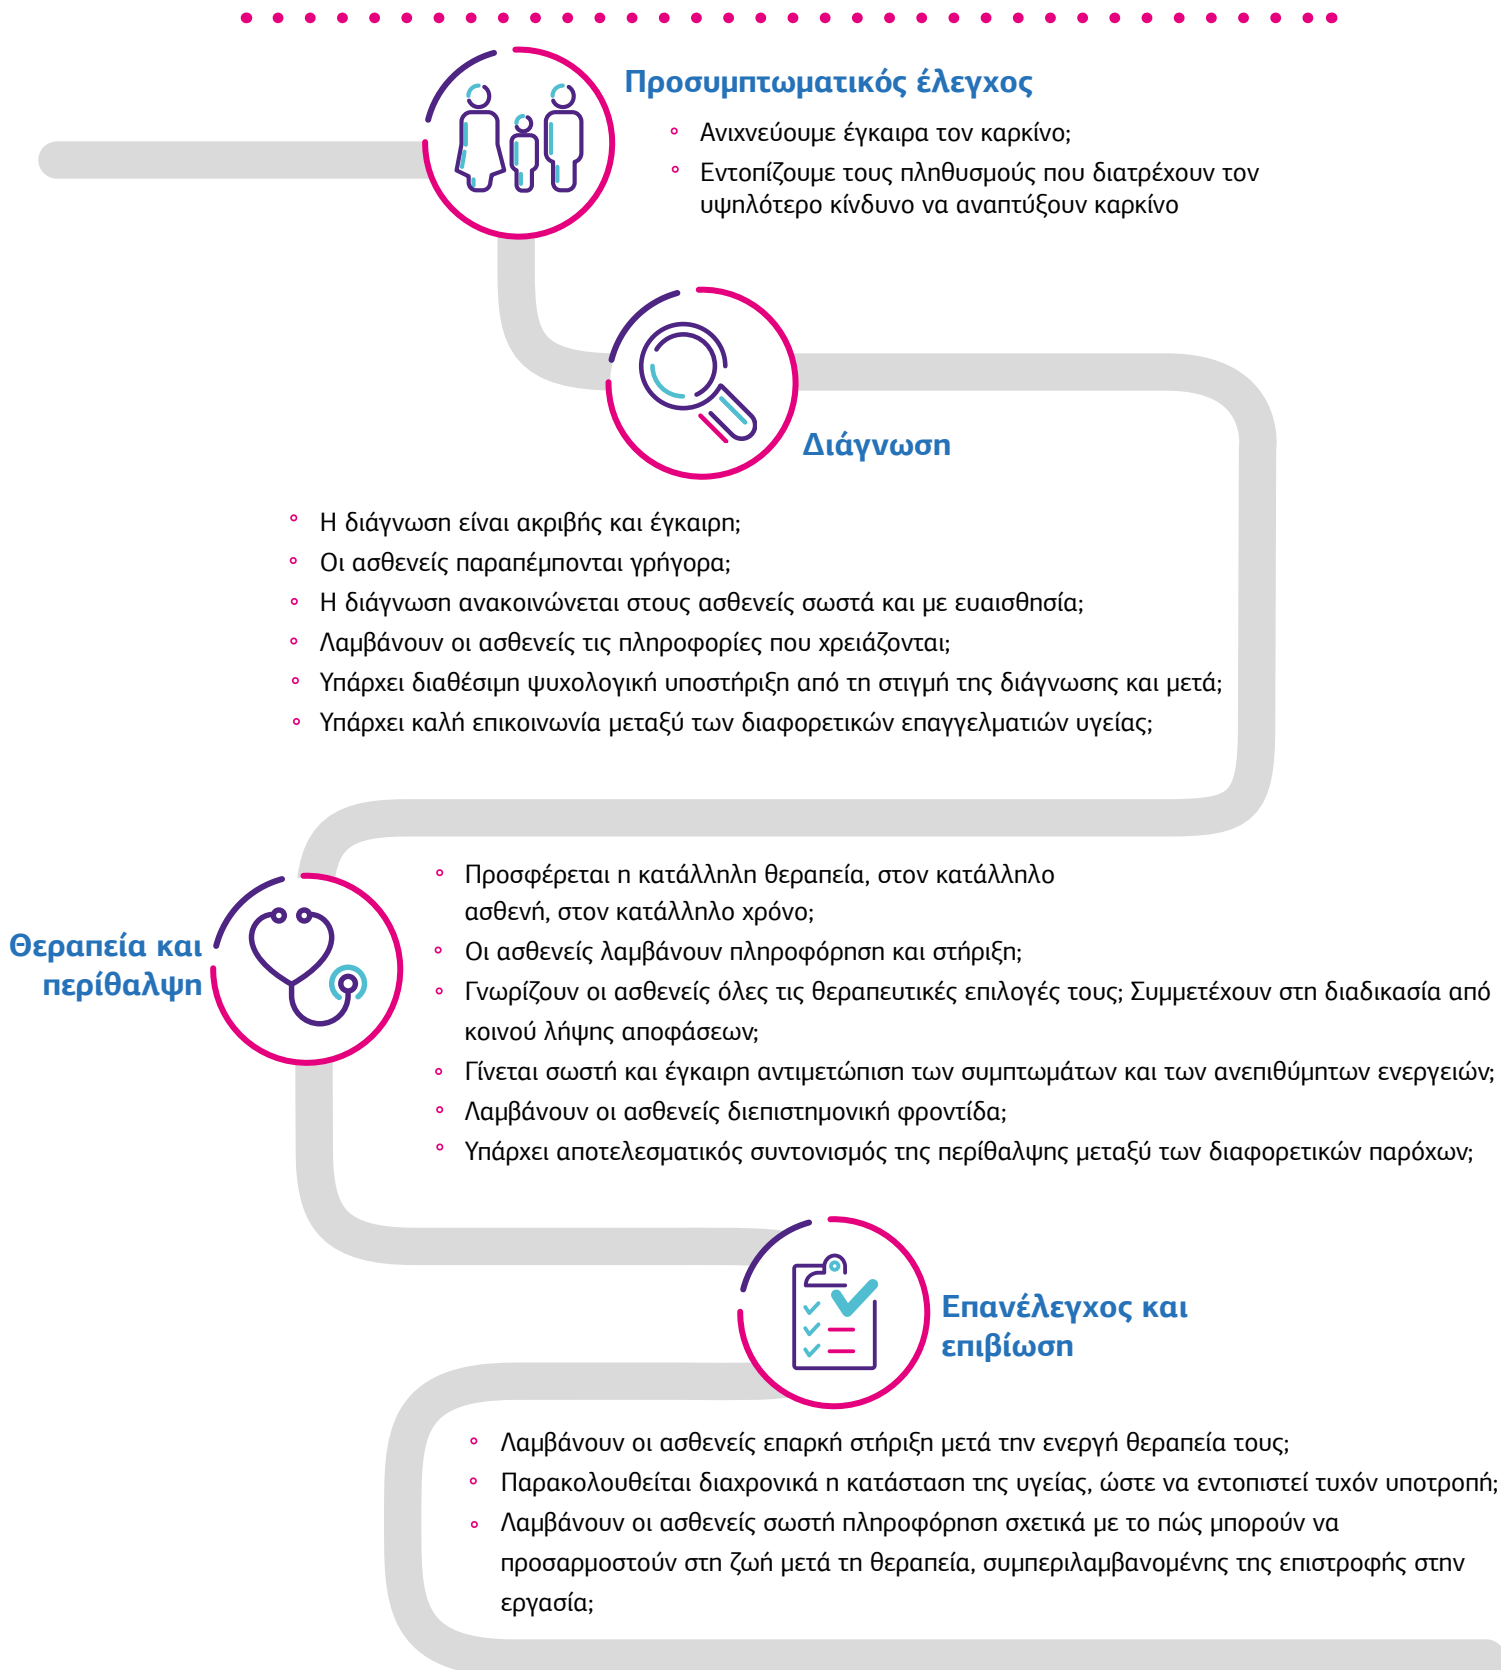 Προσυμπτωματικός έλεγχος
Ανιχνεύουμε έγκαιρα τον καρκίνο;
Εντοπίζουμε τους πληθυσμούς που διατρέχουν τον
υψηλότερο κίνδυνο να αναπτύξουν καρκίνο
Διάγνωση
Η διάγνωση είναι ακριβής και έγκαιρη;
Οι ασθενείς παραπέμπονται γρήγορα;
Η διάγνωση ανακοινώνεται στους ασθενείς σωστά και με ευαισθησία;
Λαμβάνουν οι ασθενείς τις πληροφορίες που χρειάζονται;
Υπάρχει διαθέσιμη ψυχολογική υποστήριξη από τη στιγμή της διάγνωσης και μετά;
Υπάρχει καλή επικοινωνία μεταξύ των διαφορετικών επαγγελματιών υγείας;
Θεραπεία και
περίθαλψη
Προσφέρεται η κατάλληλη θεραπεία, στον κατάλληλο
ασθενή, στον κατάλληλο χρόνο;
Οι ασθενείς λαμβάνουν πληροφόρηση και στήριξη;
Γνωρίζουν οι ασθενείς όλες τις θεραπευτικές επιλογές τους; Συμμετέχουν στη διαδικασία από
κοινού λήψης αποφάσεων;
Γίνεται σωστή και έγκαιρη αντιμετώπιση των συμπτωμάτων και των ανεπιθύμητων ενεργειών;
Λαμβάνουν οι ασθενείς διεπιστημονική φροντίδα;
Υπάρχει αποτελεσματικός συντονισμός της περίθαλψης μεταξύ των διαφορετικών παρόχων;
Επανέλεγχος και
επιβίωση
Λαμβάνουν οι ασθενείς επαρκή στήριξη μετά την ενεργή θεραπεία τους;
Παρακολουθείται διαχρονικά η κατάσταση της υγείας, ώστε να εντοπιστεί τυχόν υποτροπή;
Λαμβάνουν οι ασθενείς σωστή πληροφόρηση σχετικά με το πώς μπορούν να
προσαρμοστούν στη ζωή μετά τη θεραπεία, συμπεριλαμβανομένης της επιστροφής στην
εργασία;